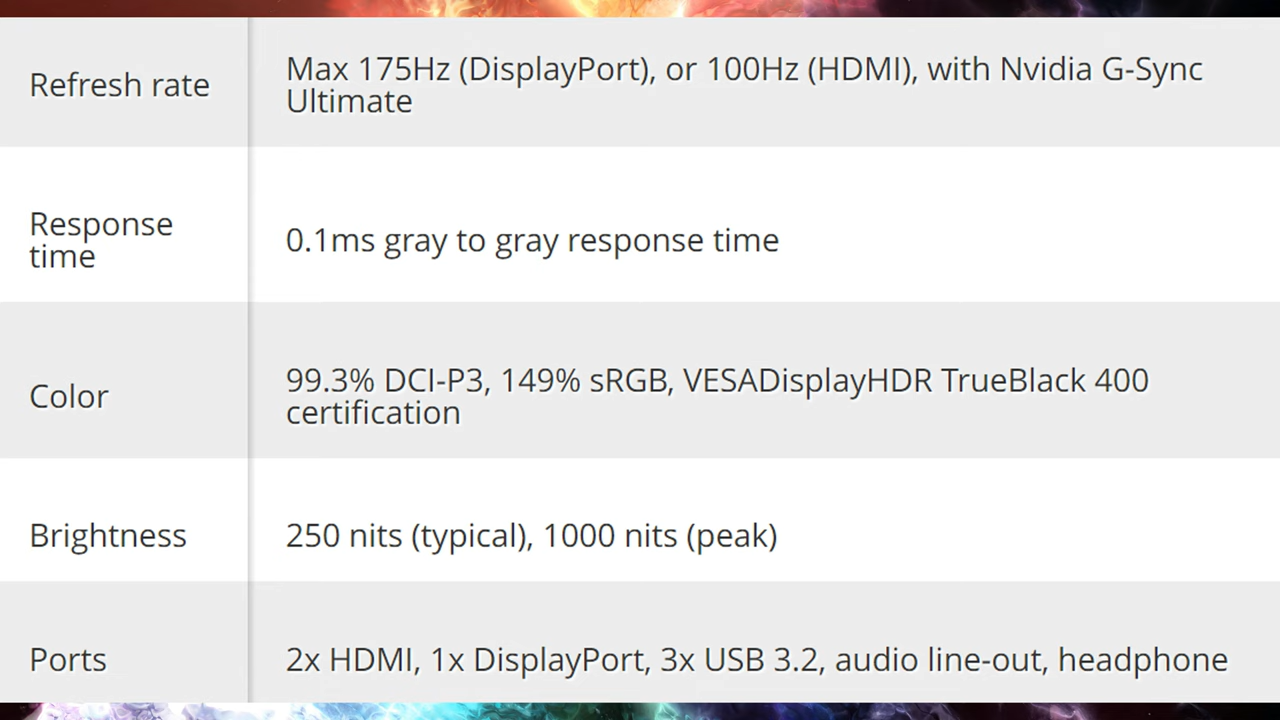 Refresh rate
Max 175Hz (DisplayPort), or 100Hz (HDMI), with Nvidia G-Sync
Ultimate
Response
time
0.1ms gray to gray response time
Color
99.3% DCI-P3, 149% sRGB, VESADisplayHDR TrueBlack 400
certification
Brightness
250 nits (typical), 1000 nits (peak)
Ports
2x HDMI, 1x DisplayPort, 3x USB 3.2, audio line-out, headphone